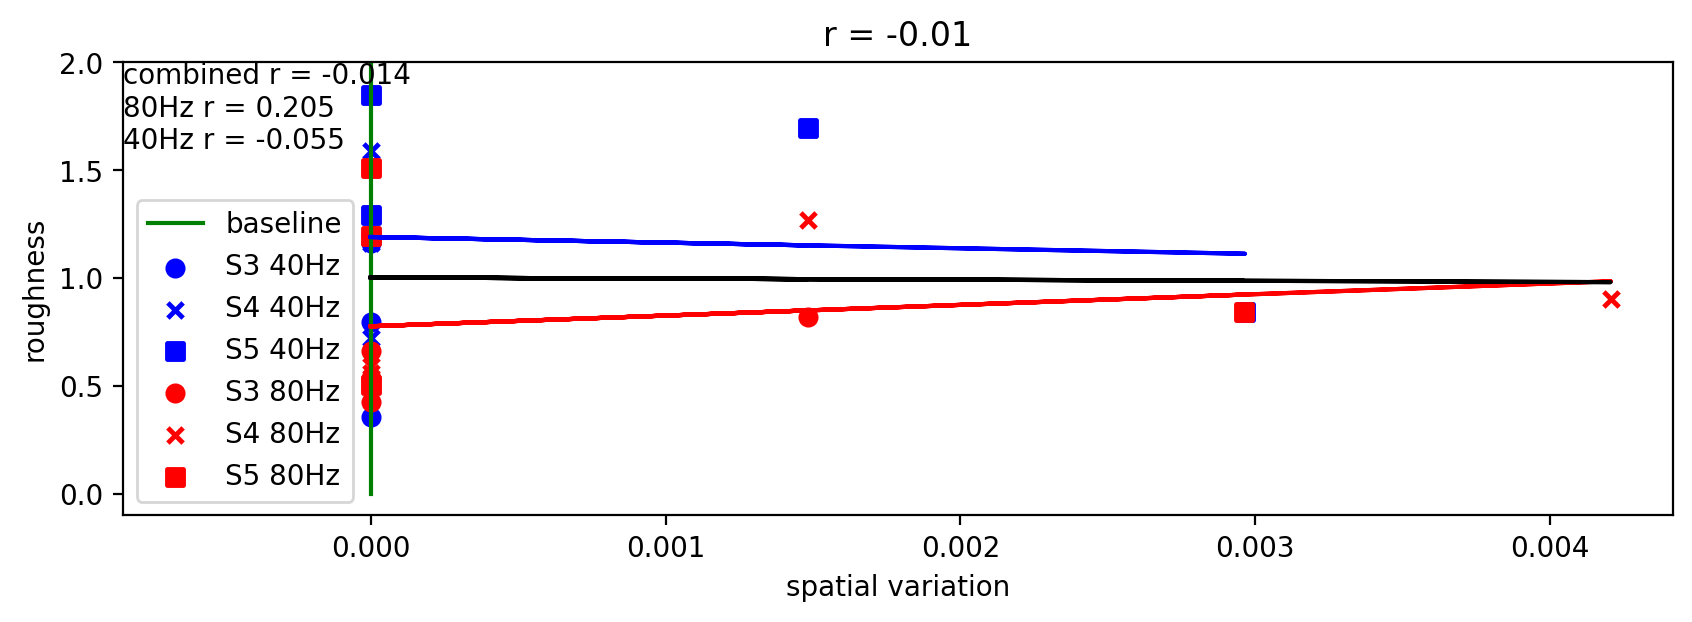 r = -0.01
combined r = -0.014
80Hz r = 0.205
40Hz r = -0.055
baseline
S3 40Hz
S4 40Hz
S5 40Hz
S3 80Hz
S4 80Hz
S5 80Hz
roughness
2.0
1.5
1.0
0.5
0.0
0.000 0.001 0.002 0.003 0.004
spatial variation